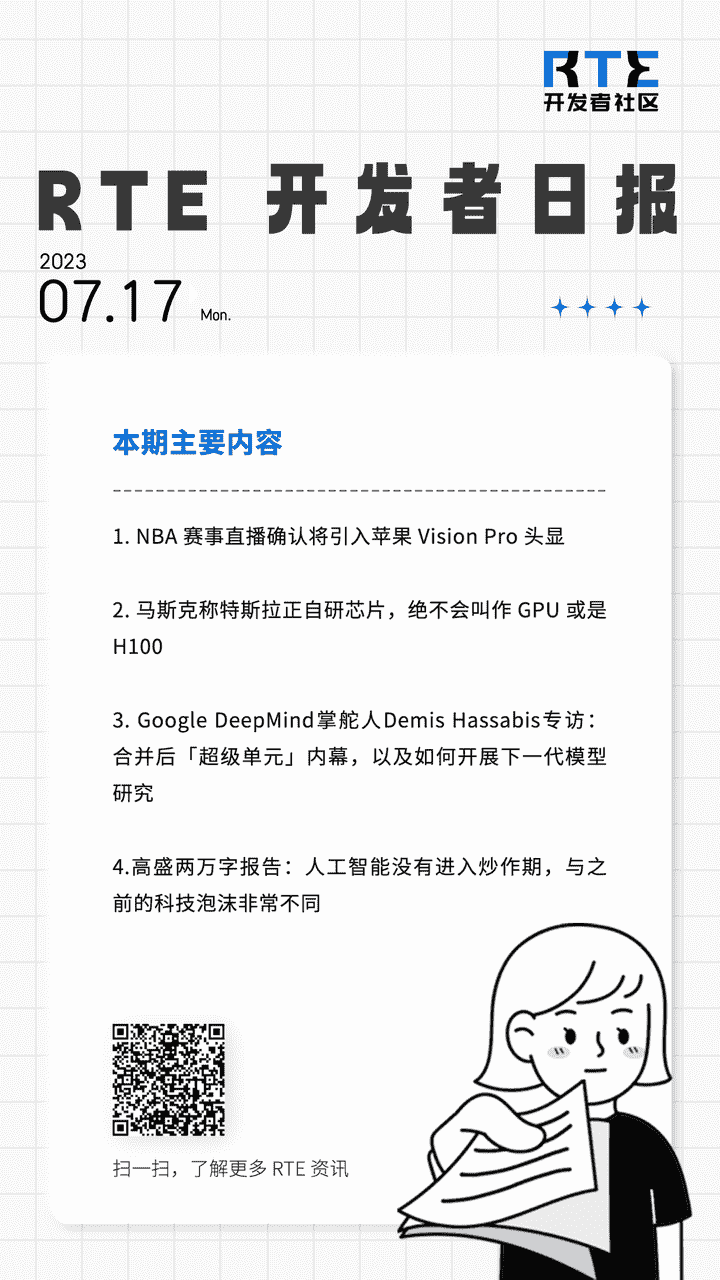 RTE
开发者社区
RTE 开发者日报
2023
07.17 Mon.
本期主要内容
1. NBA 赛事直播确认将引入苹果 Vision Pro 头显
2. 马斯克称特斯拉正自研芯片，绝不会叫作 GPU 或是
H100
3. Google DeepMind掌舵人Demis Hassabis专访：
合并后「超级单元」内幕，以及如何开展下一代模型
研究
4.高盛两万字报告：人工智能没有进入炒作期，与之
前的科技泡沫非常不同
扫一扫，了解更多 RTE 资讯